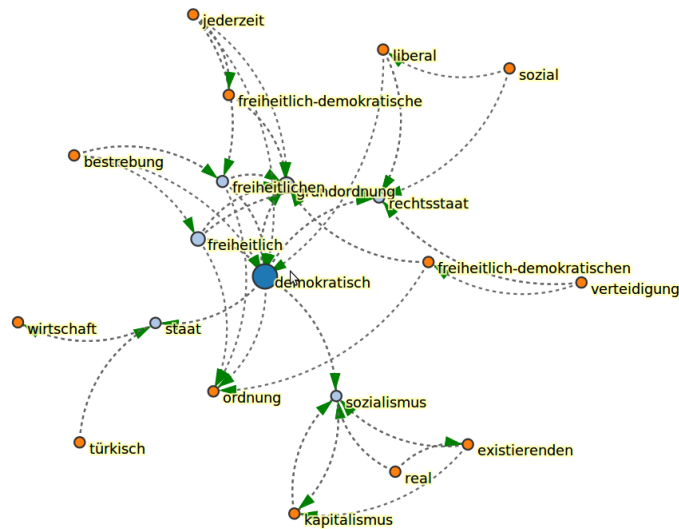 jederzeit
liberal
sozial
freiheitlich-demokratische
bestrebung
freiheitlichen
grundordnung
rechtsstaat
freiheitlich
freiheitlich-demokratischen
demokratisch
verteidigung
wirtschaft
staat
ordnung
sozialismus
türkisch
existierenden
real
kapitalismus